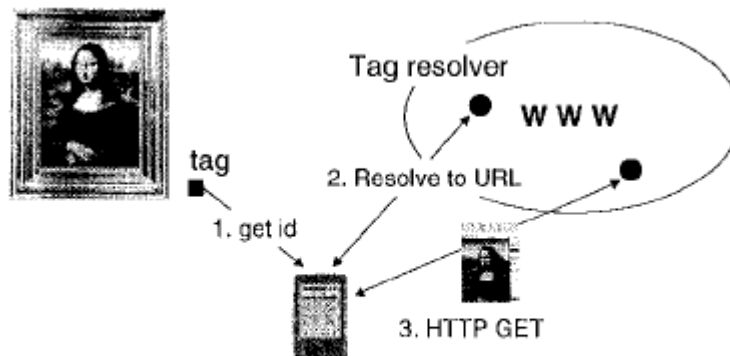 Tag resolver
W W W
tag
2. Resolve to URL
1. get id
3. HTTP GET